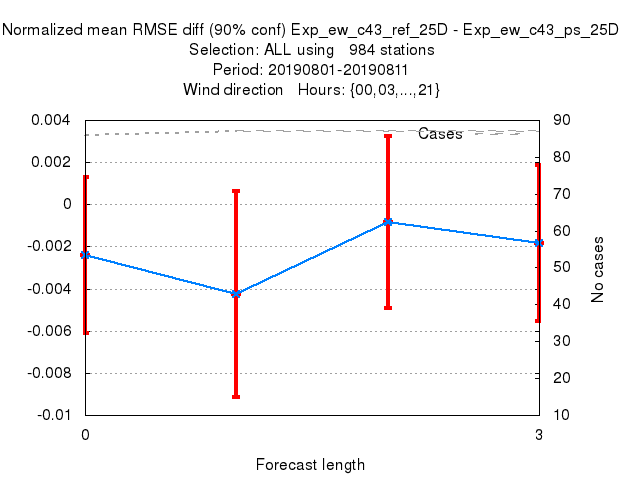 Normalized mean RMSE diff (90% conf) Exp_ew_c43_ref_25D - Exp_ew_c43_ps_25D
Selection: ALL using   984 stations
Period: 20190801-20190811
Wind direction   Hours: {00,03,...,21}
0.004
0.002
0
-0.002
-0.004
-0.006
-0.008
-0.01
Cases
90
80
70
60
50
40
30
20
10
No cases
0
3
Forecast length